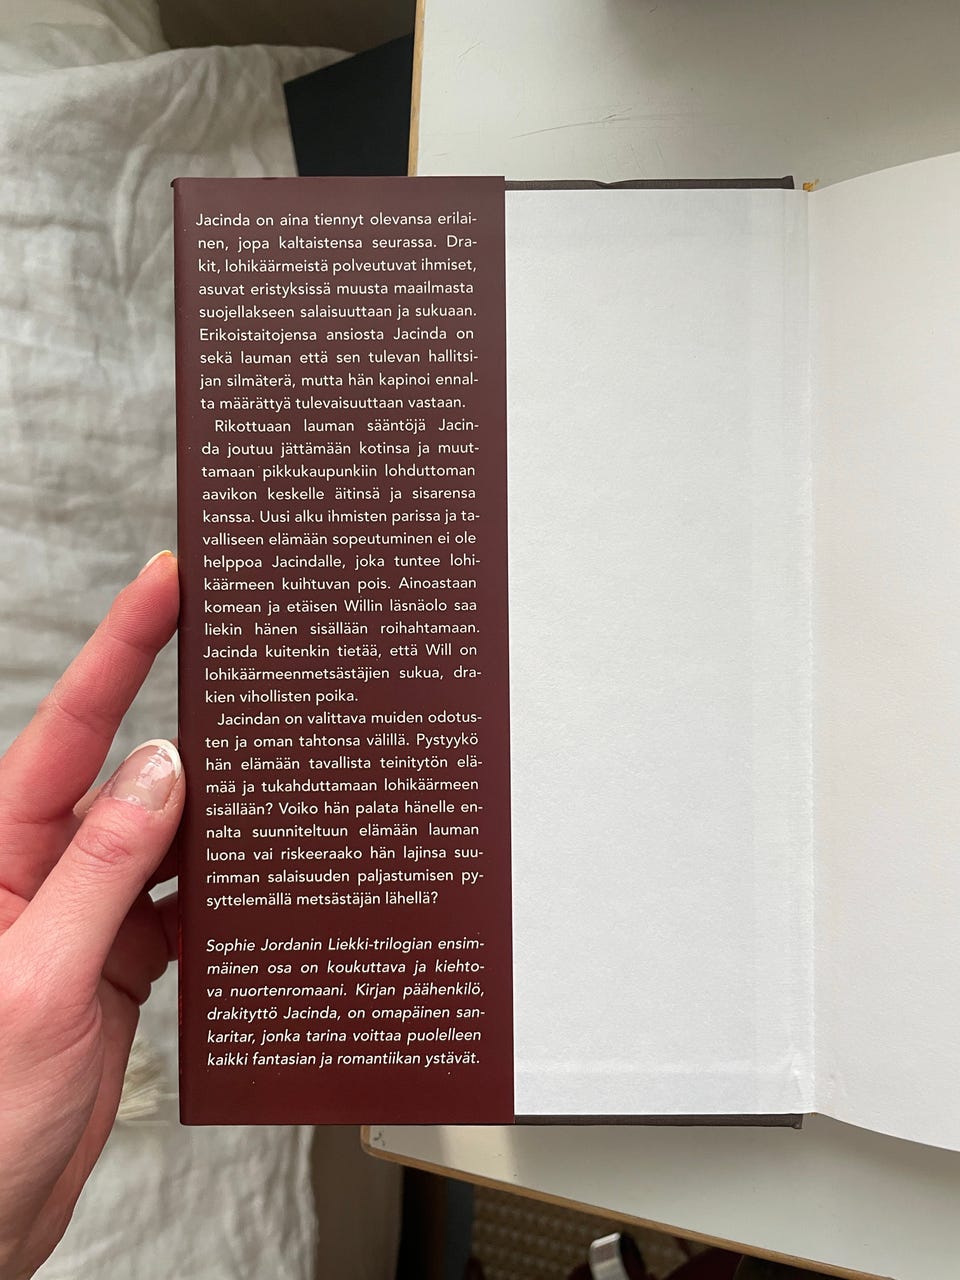 Jacinda on aina tiennyt olevansa erilai-
nen, jopa kaltaistensa seurassa. Dra-
kit, lohikäärmeistä polveutuvat ihmiset,
asuvat eristyksissä muusta maailmasta
suojellakseen salaisuuttaan ja sukuaan.
Erikoistaitojensa ansiosta Jacinda on
sekä lauman että sen tulevan hallitsi-
jan silmäterä, mutta hän kapinoi ennal-
ta määrättyä tulevaisuuttaan vastaan.
Rikottuaan lauman sääntöjä Jacin-
da joutuu jättämään kotinsa ja muut-
tamaan pikkukaupunkiin lohduttoman
aavikon keskelle äitinsä ja sisarensa
kanssa. Uusi alku ihmisten parissa ja ta-
valliseen elämään sopeutuminen ei ole
helppoa Jacindalle, joka tuntee lohi-
käärmeen kuihtuvan pois. Ainoastaan
komean ja etäisen Willin läsnäolo saa
liekin hänen sisällään roihahtamaan.
Jacinda kuitenkin tietää, että Will on
lohikäärmeenmetsästäjien sukua, dra-
kien vihollisten poika.
Jacindan on valittava muiden odotus-
ten ja oman tahtonsa välillä. Pystyykö
hän elämään tavallista teinitytön elä-
mää ja tukahduttamaan lohikäärmeen
sisällään? Voiko hän palata hänelle en-
nalta suunniteltuun elämään lauman
luona vai riskeeraako hän lajinsa suu-
rimman salaisuuden paljastumisen py-
syttelemällä metsästäjän lähellä?
Sophie Jordanin Liekki-trilogian ensim-
mäinen osa on koukuttava ja kiehto-
va nuortenromaani. Kirjan päähenkilö,
drakityttö Jacinda, on omapäinen san-
karitar, jonka tarina voittaa puolelleen
kaikki fantasian ja romantiikan ystävät.